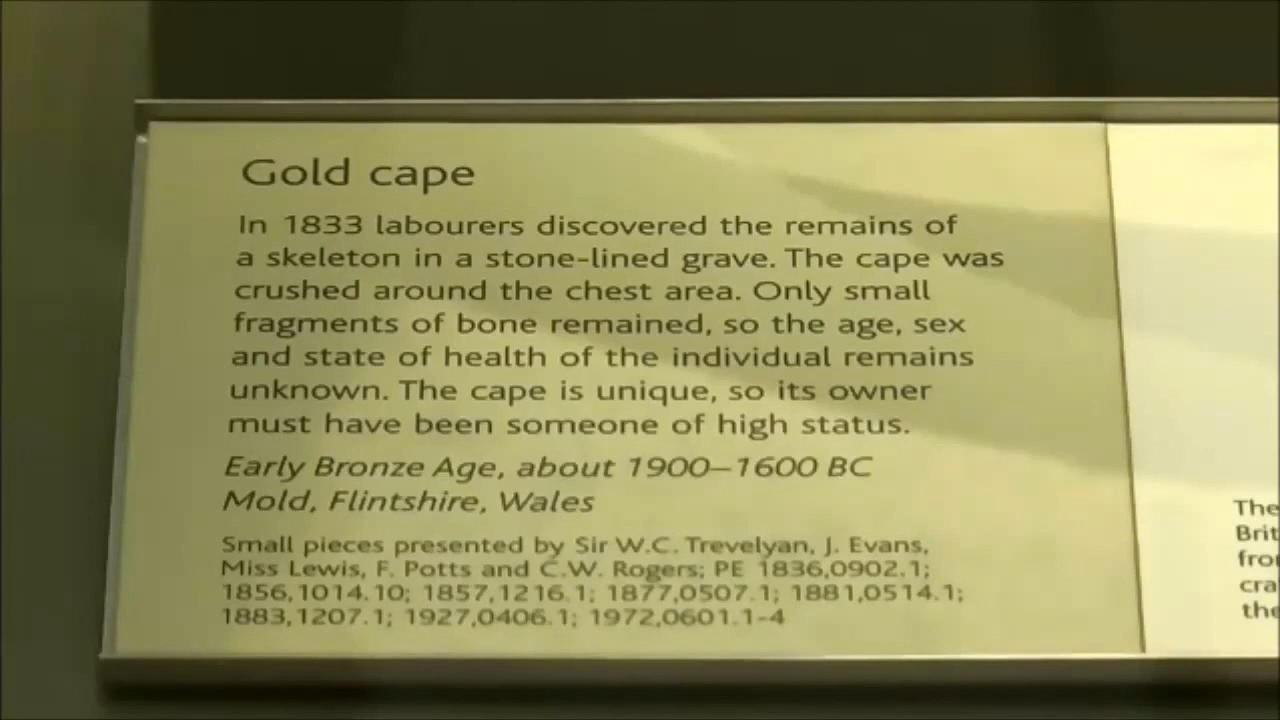 Gold cape
In 1833 labourers discovered the remains of
a skeleton in a stone-lined grave. The cape was
crushed around the chest area. Only small
fragments of bone remained, so the age, sex
and state of health of the individual remains
unknown. The cape is unique, so its owner
must have been someone of high status.
Early Bronze Age, about 1900–1600 BC
Mold, Flintshire, Wales
Small pieces presented by Sir W.C. Trevelyan, J. Evans,
Miss Lewis, F. Potts and C.W. Rogers; PE 1836,0902.1;
1856,1014.10; 1857,1216.1; 1877,0507.1; 1881,0514.1;
1883,1207.1; 1927,0406.1; 1972,0601.1-4
The
Brit
fro
cra
the